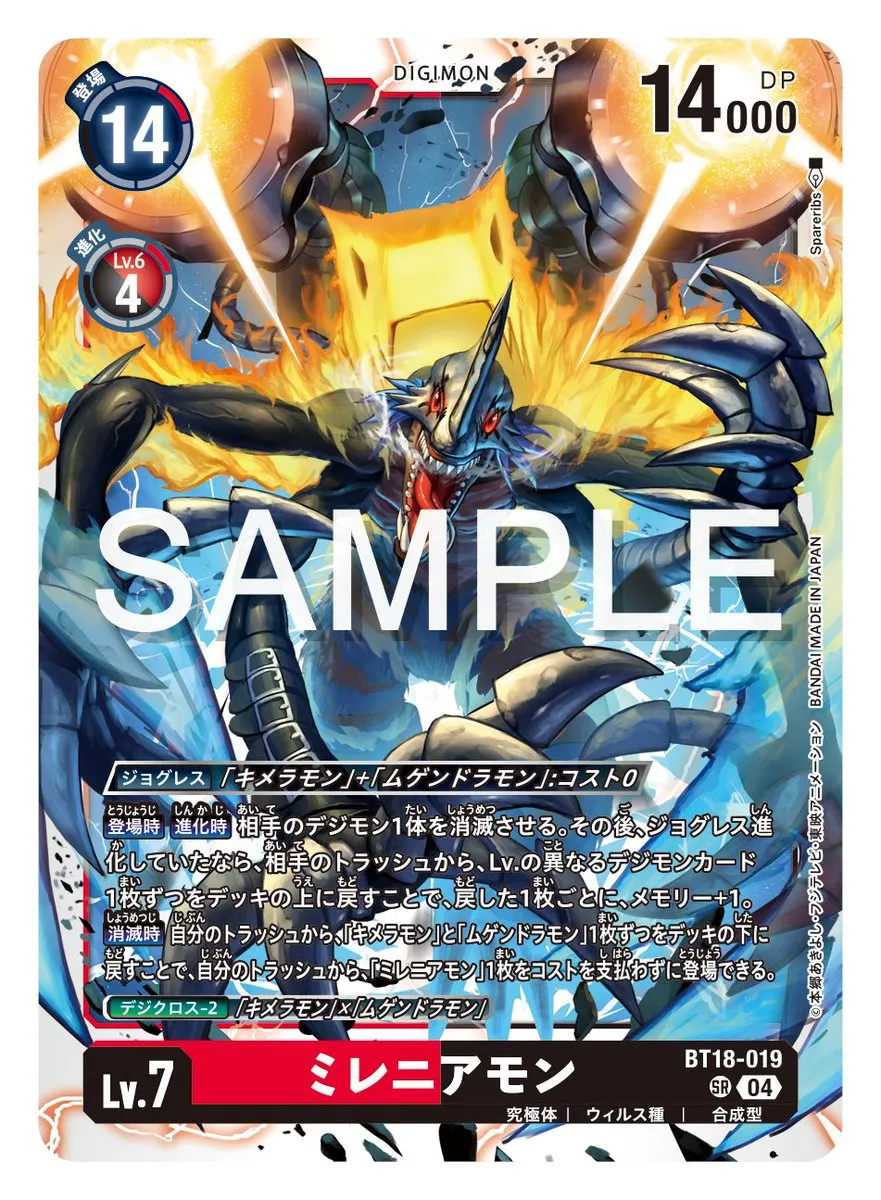 DIGIMON
登場
14
14000
DP
進化
Lv.6
4
Spareribs
SAMPLE
ジョグレス 「キメラモン」+「ムゲンドラモン」:コスト0
登場時 進化時 相手のデジモン1体を消滅させる。その後、ジョグレス進
化していたなら、相手のトラッシュから、Lv.の異なるデジモンカード
1枚ずつをデッキの上に戻すことで、戻した1枚ごとに、メモリー+1。
消滅時 自分のトラッシュから、「キメラモン」と「ムゲンドラモン」1枚ずつをデッキの下に
戻すことで、自分のトラッシュから、「ミレニアモン」1枚をコストを支払わずに登場できる。
デジクロス-2 「キメラモン」×「ムゲンドラモン」
©本郷あきよし・フジテレビ・東映アニメーション BANDAI MADE IN JAPAN
Lv.7
ミレニアモン
BT18-019
SR 04
究極体 | ウィルス種 | 合成型